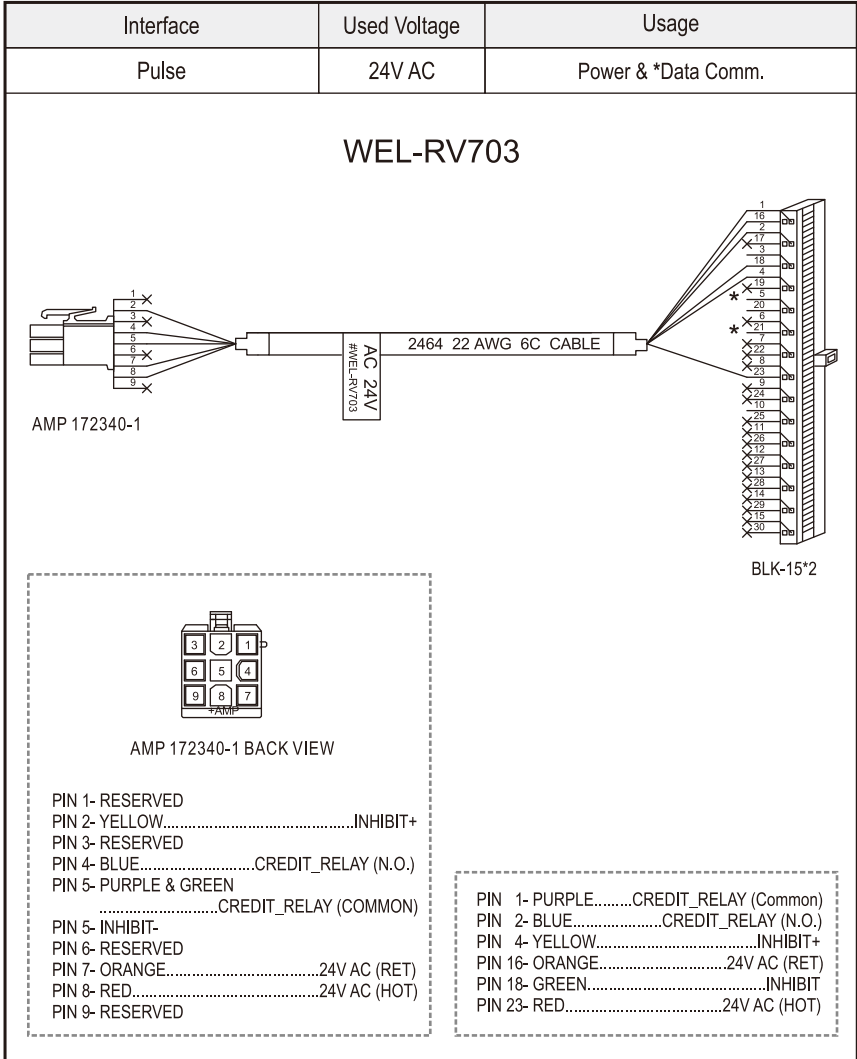 Interface Used Voltage Usage
Pulse 24V AC Power & *Data Comm.
WEL-RV703
1
2
3
4
5
6
7
8
9
AMP 172340-1
AC 24V
#WEL-RV703
2464 22 AWG 6C CABLE
1
16
2
17
3
18
4
19
* 5
20
6
* 21
7
22
8
23
9
24
10
25
11
26
12
27
13
28
14
29
15
30
BLK-15*2
3 2 1
6 5 4
9 8 7
+AMP
AMP 172340-1 BACK VIEW
PIN 1- RESERVED
PIN 2- YELLOW..........................................INHIBIT+
PIN 3- RESERVED
PIN 4- BLUE.........................CREDIT_RELAY (N.O.)
PIN 5- PURPLE & GREEN
..........................CREDIT_RELAY (COMMON)
PIN 5- INHIBIT-
PIN 6- RESERVED
PIN 7- ORANGE..................................24V AC (RET)
PIN 8- RED.........................................24V AC (HOT)
PIN 9- RESERVED
PIN 1- PURPLE........CREDIT_RELAY (Common)
PIN 2- BLUE...................CREDIT_RELAY (N.O.)
PIN 4- YELLOW...................................INHIBIT+
PIN 16- ORANGE...........................24V AC (RET)
PIN 18- GREEN......................................INHIBIT
PIN 23- RED..................................24V AC (HOT)